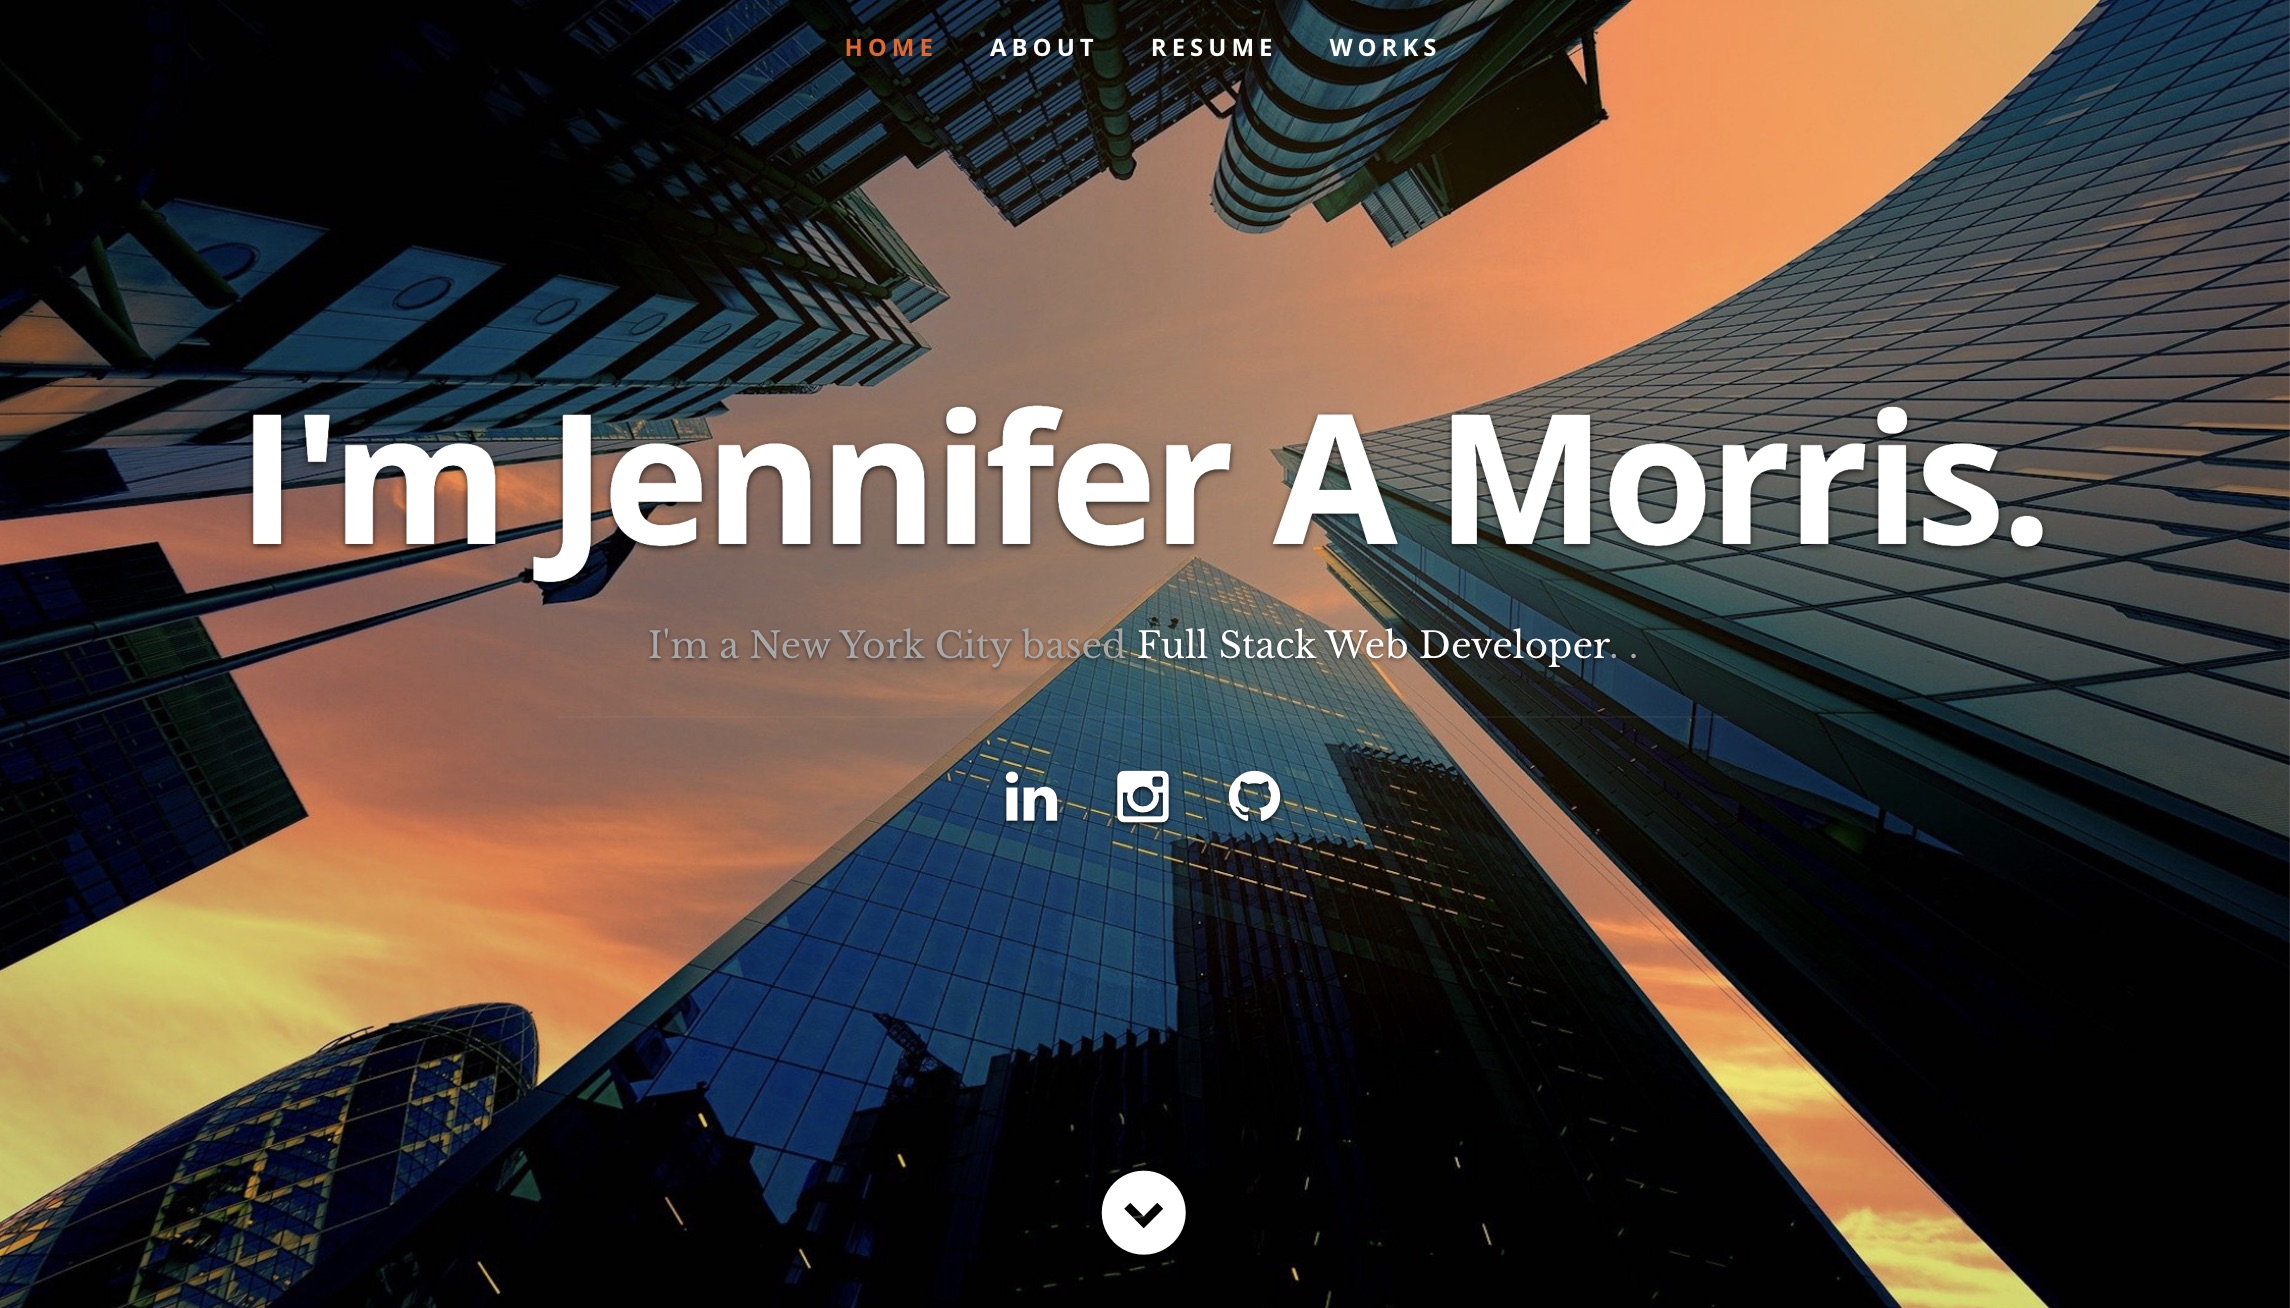 HOME ABOUT RESUME WORKS
I'm Jennifer A Morris.
I'm a New York City based Full Stack Web Developer. .
in